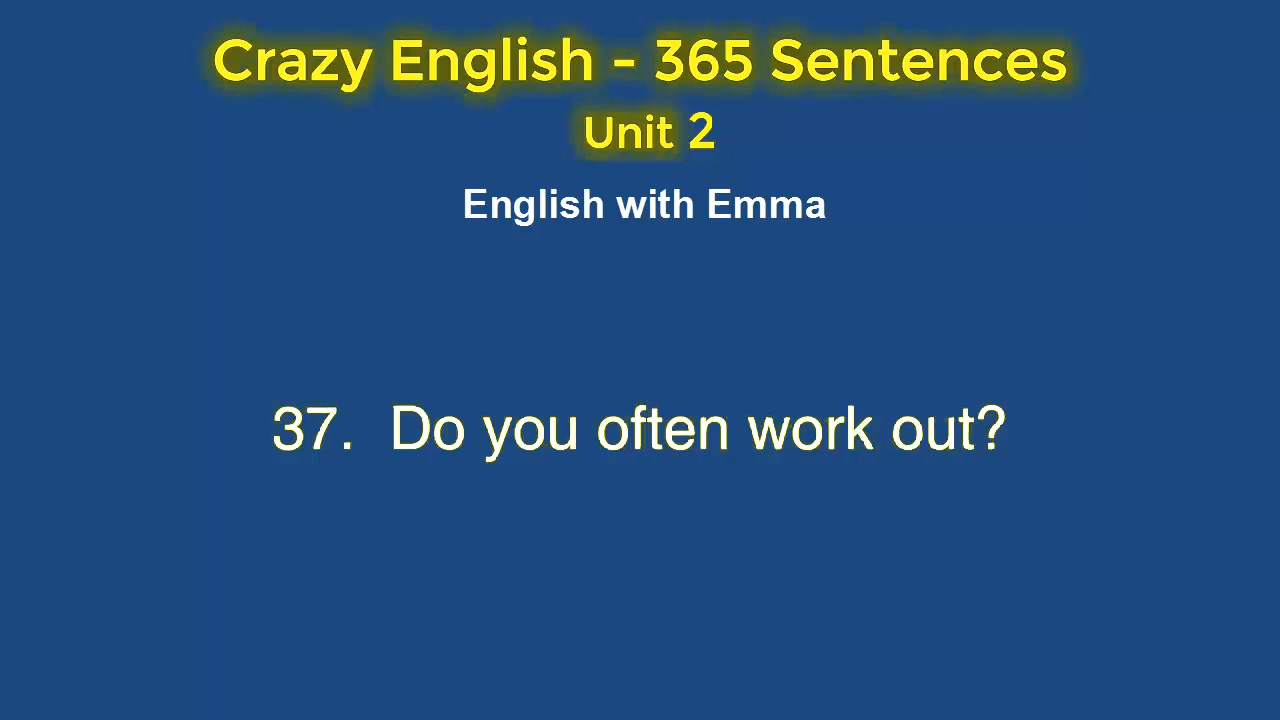 Crazy English - 365 Sentences
Unit 2
English with Emma
37. Do you often work out?